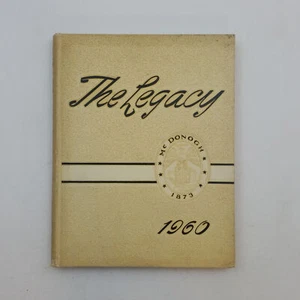 The Legacy
McDONOGH
1873
1960